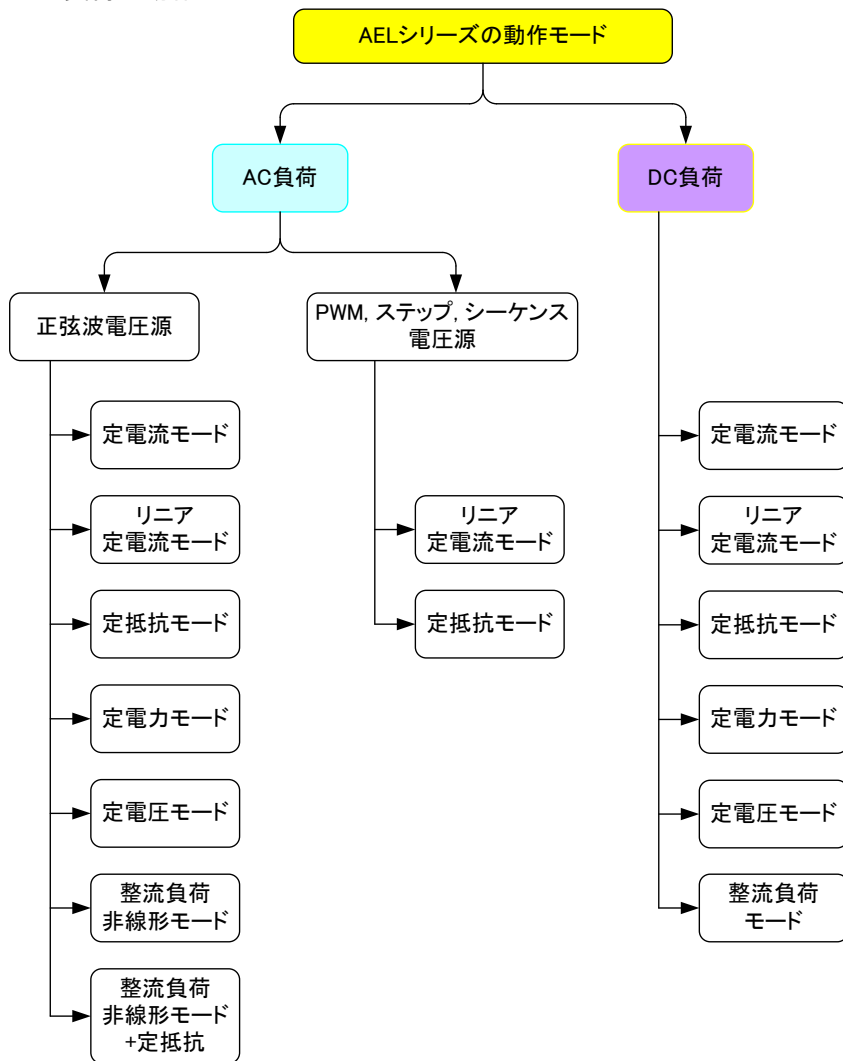 AELシリーズの動作モード
AC負荷
DC負荷
正弦波電圧源
PWM, ステップ, シーケンス
電圧源
定電流モード
リニア
定電流モード
定抵抗モード
定電力モード
定電圧モード
整流負荷
非線形モード
整流負荷
非線形モード
+定抵抗
リニア
定電流モード
定抵抗モード
定電流モード
リニア
定電流モード
定抵抗モード
定電力モード
定電圧モード
整流負荷
モード